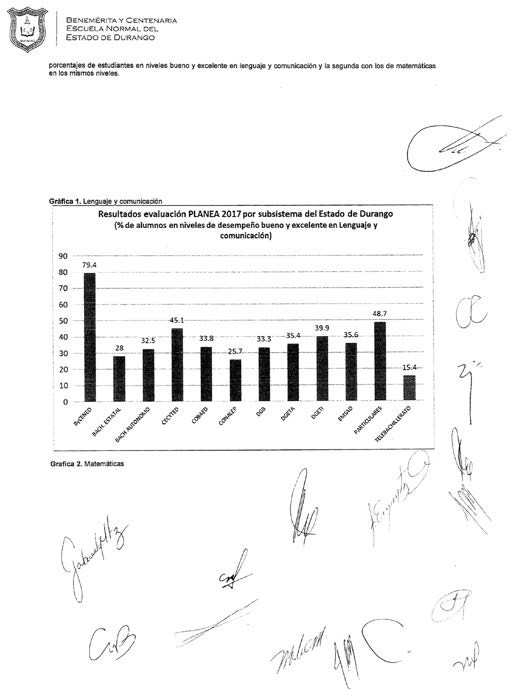 BENEMÉRITA Y CENTENARIA
ESCUELA NORMAL DEL
ESTADO DE DURANGO
porcentajes de estudiantes en niveles bueno y excelente en lenguaje y comunicación y la segunda con los de matemáticas
en los mismos niveles.
Gráfica 1. Lenguaje y comunicación
Resultados evaluación PLANEA 2017 por subsistema del Estado de Durango
(% de alumnos en niveles de desempeño bueno y excelente en Lenguaje y
comunicación)
90
80
70
60
50
40
30
20
10
0
79.4
28
32.5
45.1
33.8
25.7
33.3
35.4
39.9
35.6
48.7
15.4
ByCENED
BACH. ESTATAL
BACH AUTONOMO
CECYTED
COBAED
CONALEP
DGB
DGETA
DGETI
EMSAD
PARTICULARES
TELEBACHILLERATO
Grafica 2. Matemáticas